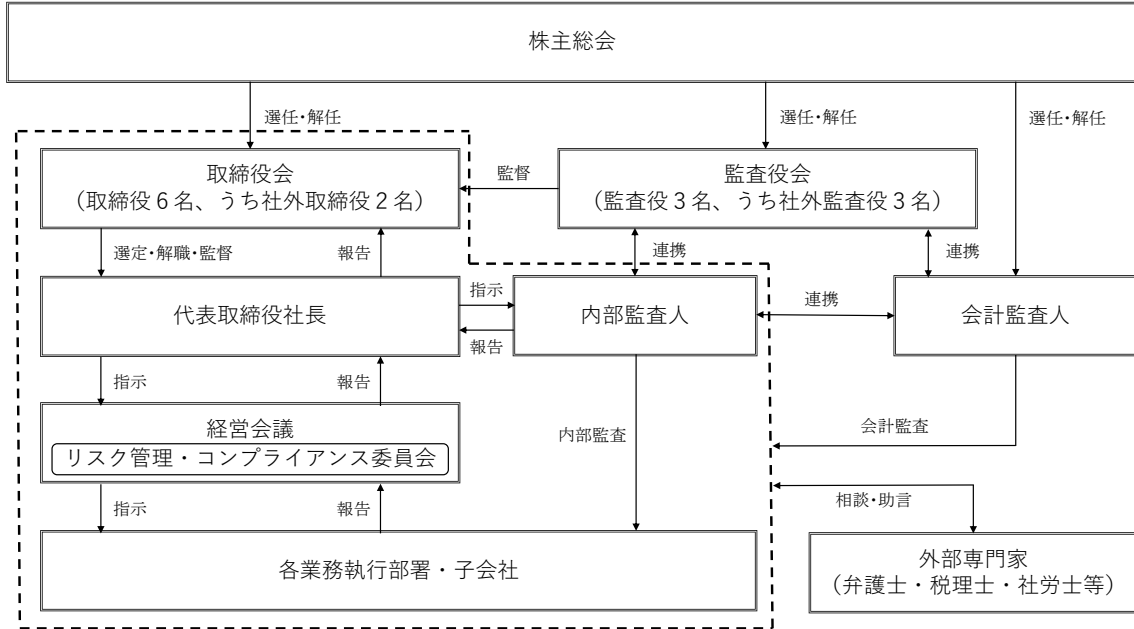 株主総会
選任・解任
選任・解任
選任・解任
取締役会
（取締役６名、うち社外取締役２名）
監督
監査役会
（監査役３名、うち社外監査役３名）
選定・解職・監督
報告
連携
連携
代表取締役社長
指示
報告
内部監査人
連携
会計監査人
指示
報告
経営会議
リスク管理・コンプライアンス委員会
内部監査
会計監査
指示
報告
相談・助言
各業務執行部署・子会社
外部専門家
（弁護士・税理士・社労士等）